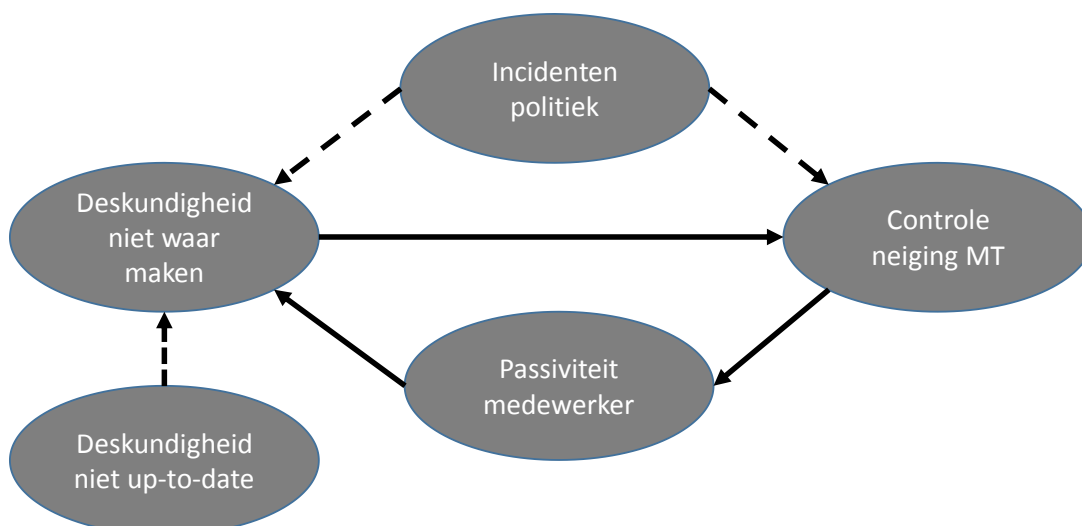 Incidenten
politiek
Deskundigheid
niet waar
maken
Controle
neiging MT
Passiviteit
medewerker
Deskundigheid
niet up-to-date